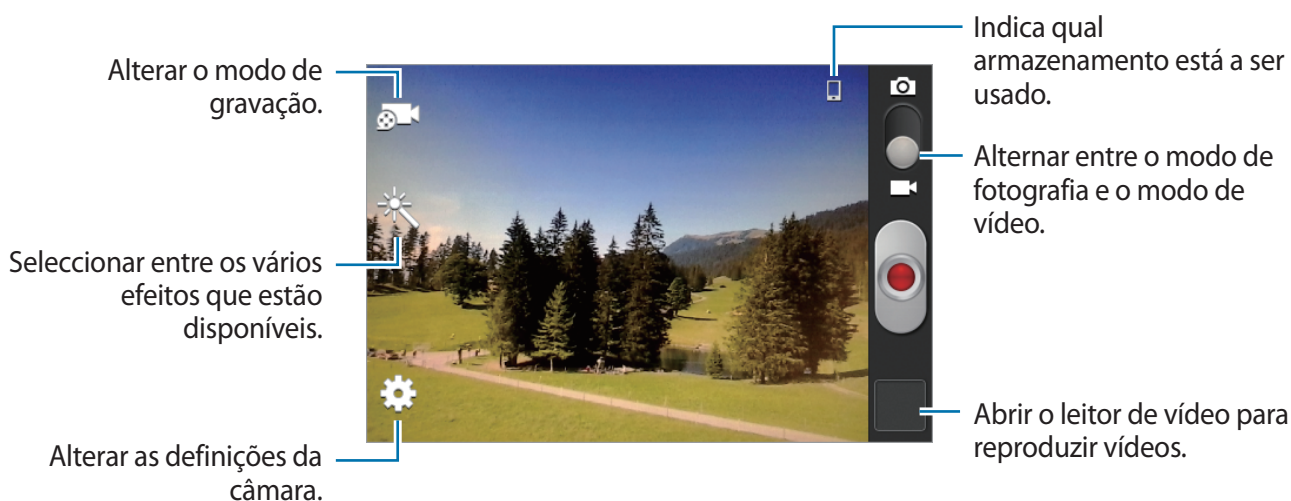 Alterar o modo de
gravação.
Seleccionar entre os vários
efeitos que estão
disponíveis.
Alterar as definições da
câmara.
Indica qual
armazenamento está a ser
usado.
Alternar entre o modo de
fotografia e o modo de
vídeo.
Abrir o leitor de vídeo para
reproduzir vídeos.